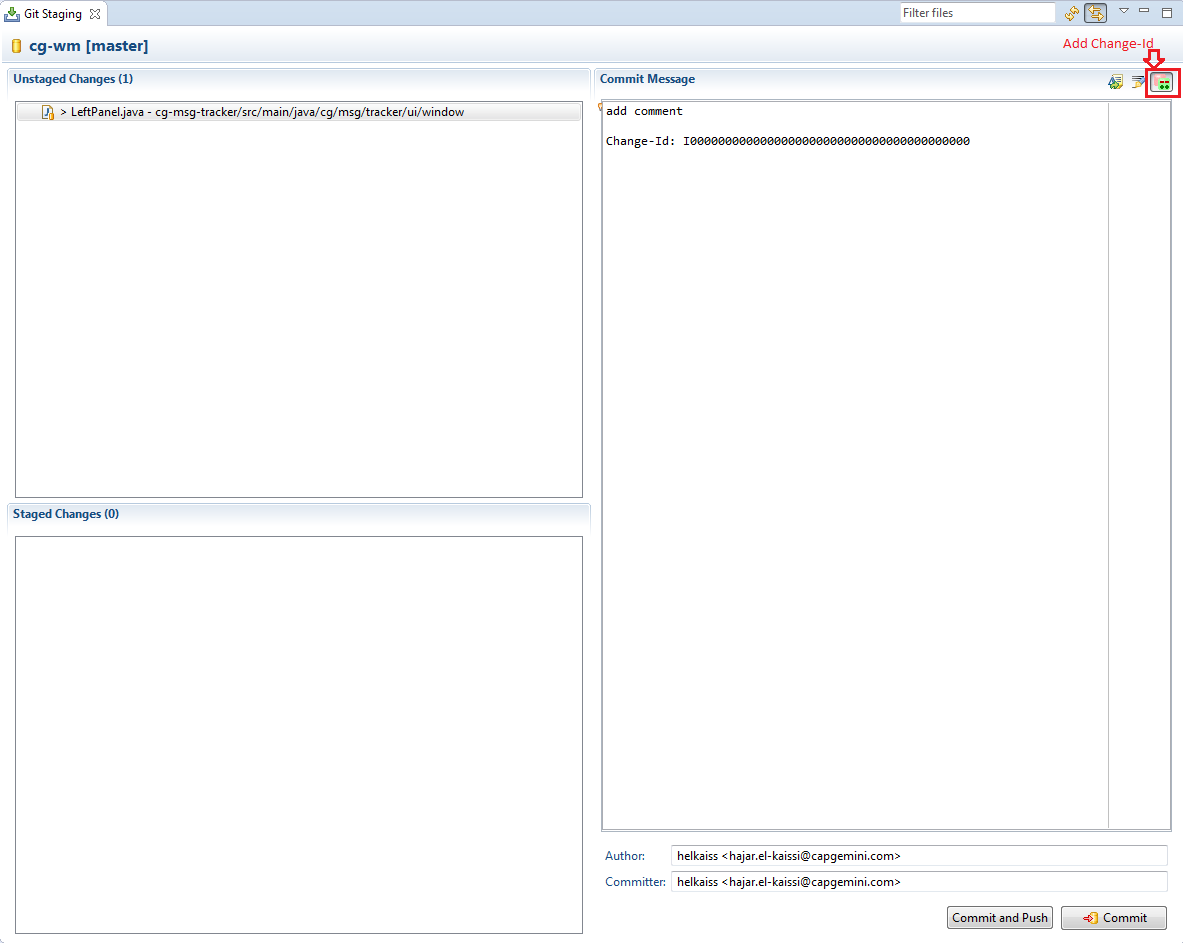 Git Staging
Filter files
cg-wm [master]
Add Change-Id
Unstaged Changes (1)
Commit Message
> LeftPanel.java - cg-msg-tracker/src/main/java/cg/msg/tracker/ui/window
add comment
Change-Id: I0000000000000000000000000000000000000000
Staged Changes (0)
Author: helkaiss <hajar.el-kaissi@capgemini.com>
Committer: helkaiss <hajar.el-kaissi@capgemini.com>
Commit and Push
Commit